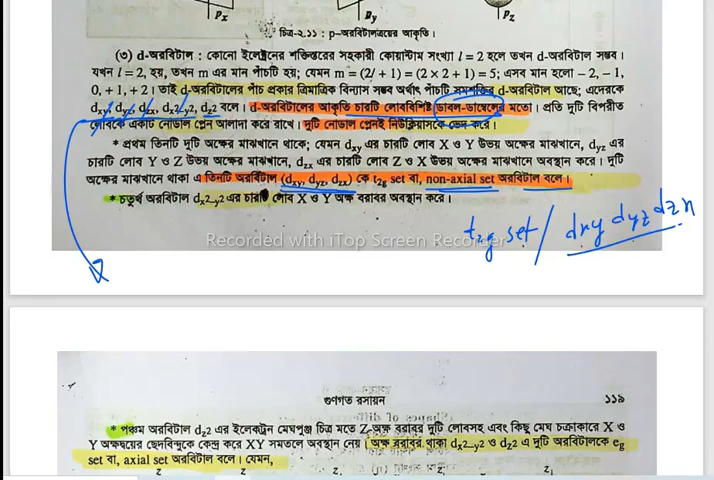 Px
Py
Pz
চিত্র-২.১১ : p-অরবিটালত্রয়ের আকৃতি।
(৩) d-অরবিটাল : কোনো ইলেক্ট্রনের শক্তিস্তরের সহকারী কোয়ান্টাম সংখ্যা l = 2 হলে তখন d-অরবিটাল সম্ভব।
যখন l = 2, হয়, তখন m এর মান পাঁচটি হয়; যেমন m = (2l + 1) = (2 × 2 + 1) = 5; এসব মান হলো – 2, – 1,
0, + 1, + 2। তাই d-অরবিটালের পাঁচ প্রকার ত্রিমাত্রিক বিন্যাস সম্ভব অর্থাৎ পাঁচটি সমশক্তির d-অরবিটাল আছে; এদেরকে
dxy, dyz, dzx, dx2–y2, dz2 বলে। d-অরবিটালের আকৃতি চারটি লোববিশিষ্ট ডাবল-ডাম্বেলের মতো। প্রতি দুটি বিপরীত
লোবকে একটি নোডাল প্লেন আলাদা করে রাখে। দুটি নোডাল প্লেনই নিউক্লিয়াসকে ভেদ করে।
* প্রথম তিনটি দুটি অক্ষের মাঝখানে থাকে; যেমন dxy এর চারটি লোব X ও Y উভয় অক্ষের মাঝখানে, dyz এর
চারটি লোব Y ও Z উভয় অক্ষের মাঝখানে, dzx এর চারটি লোব Z ও X উভয় অক্ষের মাঝখানে অবস্থান করে। দুটি
অক্ষের মাঝখানে থাকা এ তিনটি অরবিটাল (dxy, dyz, dzx) কে t2g set বা, non-axial set অরবিটাল বলে।
* চতুর্থ অরবিটাল dx2–y2 এর চারটি লোব X ও Y অক্ষ বরাবর অবস্থান করে।
t2g set / dxy dyz dzx
Recorded with iTop Screen Recorder
গুণগত রসায়ন
১১৯
* পঞ্চম অরবিটাল dz2 এর ইলেকট্রন মেঘপুঞ্জ চিত্র মতে Z-অক্ষ বরাবর দুটি লোবসহ এবং কিছু মেঘ চক্রাকারে X ও
Y অক্ষদ্বয়ের ছেদবিন্দুকে কেন্দ্র করে XY সমতলে অবস্থান নেয়। অক্ষ বরাবর থাকা dx2–y2 ও dz2 এ দুটি অরবিটালকে eg
set বা, axial set অরবিটাল বলে। যেমন,
z z z z